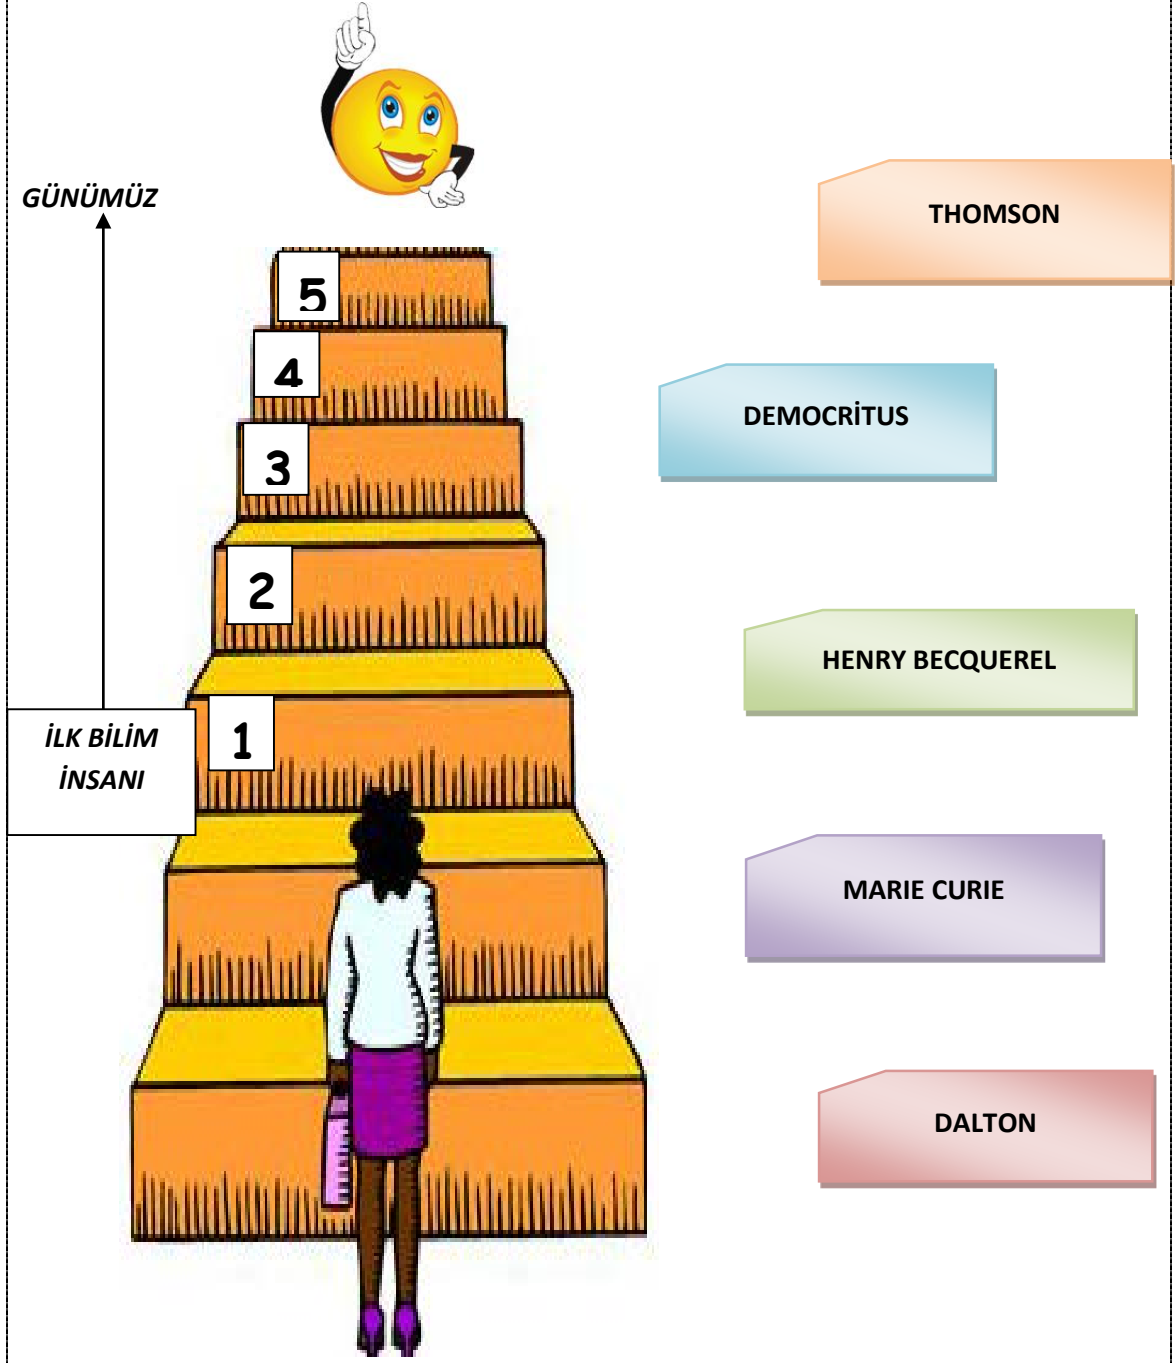 GÜNÜMÜZ
THOMSON
5
4
DEMOCRİTUS
3
2
HENRY BECQUEREL
1
İLK BİLİM
İNSANI
MARIE CURIE
DALTON